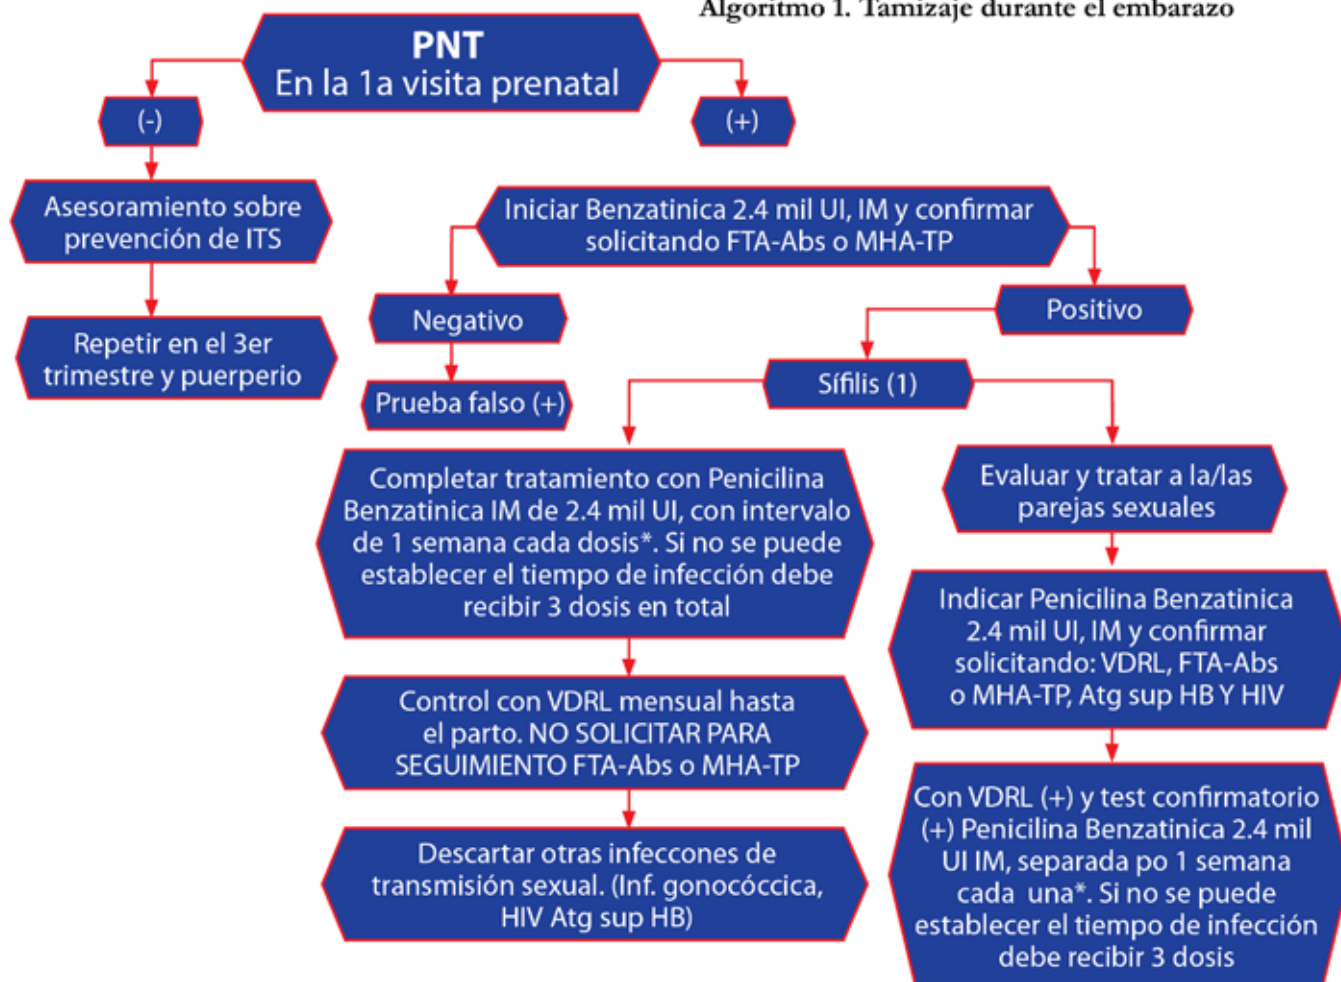 Algoritmo 1. Tamizaje durante el embarazo
PNT
En la 1a visita prenatal
(-)
(+)
Asesoramiento sobre
prevención de ITS
Repetir en el 3er
trimestre y puerperio
Iniciar Benzatinica 2.4 mil UI, IM y confirmar
solicitando FTA-Abs o MHA-TP
Negativo
Prueba falso (+)
Positivo
Sífilis (1)
Completar tratamiento con Penicilina
Benzatinica IM de 2.4 mil UI, con intervalo
de 1 semana cada dosis*. Si no se puede
establecer el tiempo de infección debe
recibir 3 dosis en total
Control con VDRL mensual hasta
el parto. NO SOLICITAR PARA
SEGUIMIENTO FTA-Abs o MHA-TP
Descartar otras infeccones de
transmisión sexual. (Inf. gonocóccica,
HIV Atg sup HB)
Evaluar y tratar a la/las
parejas sexuales
Indicar Penicilina Benzatinica
2.4 mil UI, IM y confirmar
solicitando: VDRL, FTA-Abs
o MHA-TP, Atg sup HB Y HIV
Con VDRL (+) y test confirmatorio
(+) Penicilina Benzatinica 2.4 mil
UI IM, separada po 1 semana
cada una*. Si no se puede
establecer el tiempo de infección
debe recibir 3 dosis